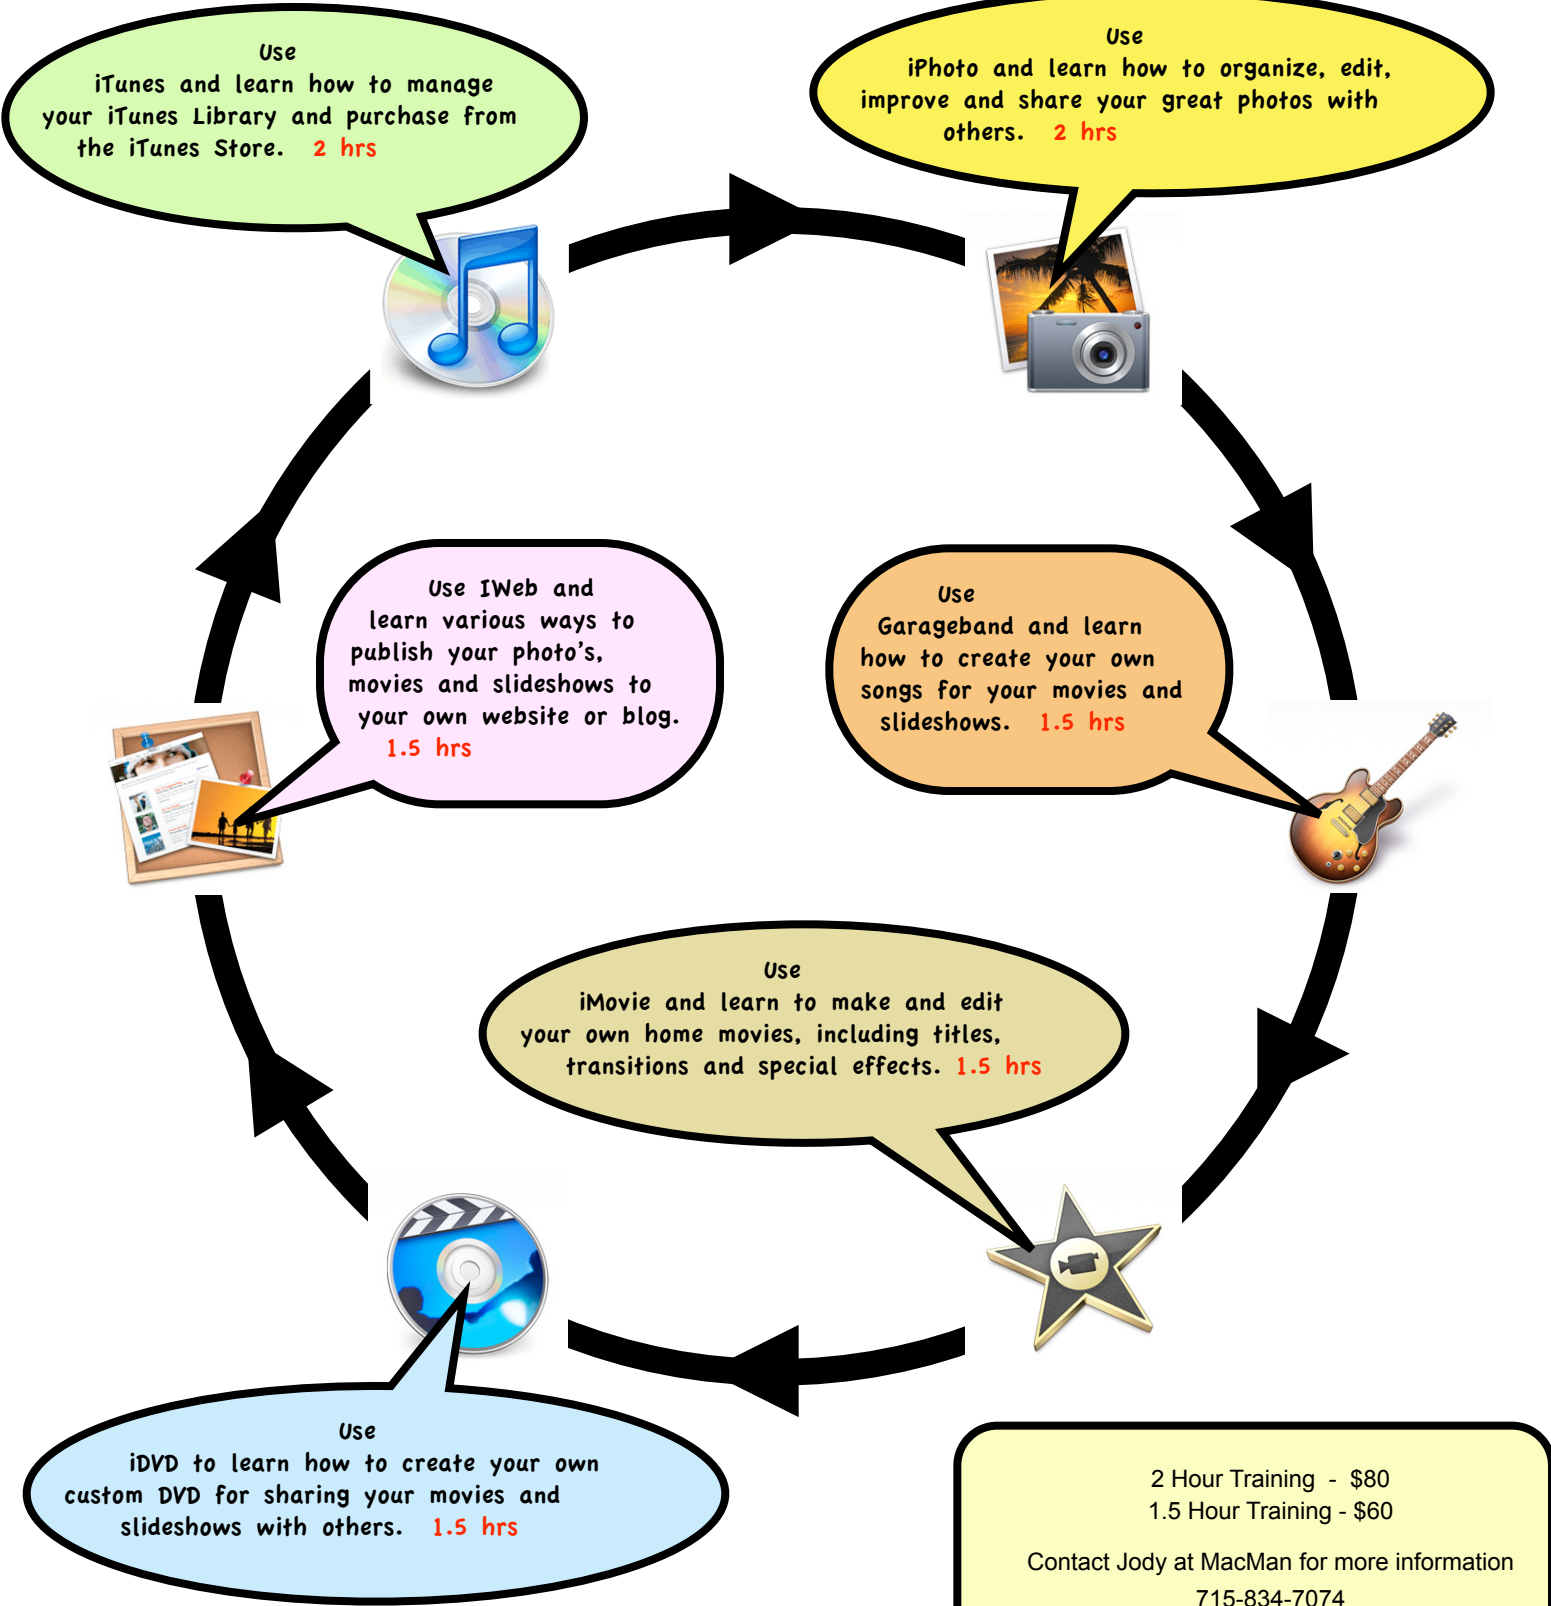 Use
iTunes and learn how to manage
your iTunes Library and purchase from
the iTunes Store. 2 hrs
Use
iPhoto and learn how to organize, edit,
improve and share your great photos with
others. 2 hrs
Use IWeb and
learn various ways to
publish your photo's,
movies and slideshows to
your own website or blog.
1.5 hrs
Use
Garageband and learn
how to create your own
songs for your movies and
slideshows. 1.5 hrs
Use
iMovie and learn to make and edit
your own home movies, including titles,
transitions and special effects. 1.5 hrs
Use
iDVD to learn how to create your own
custom DVD for sharing your movies and
slideshows with others. 1.5 hrs
2 Hour Training - $80
1.5 Hour Training - $60
Contact Jody at MacMan for more information
715-834-7074